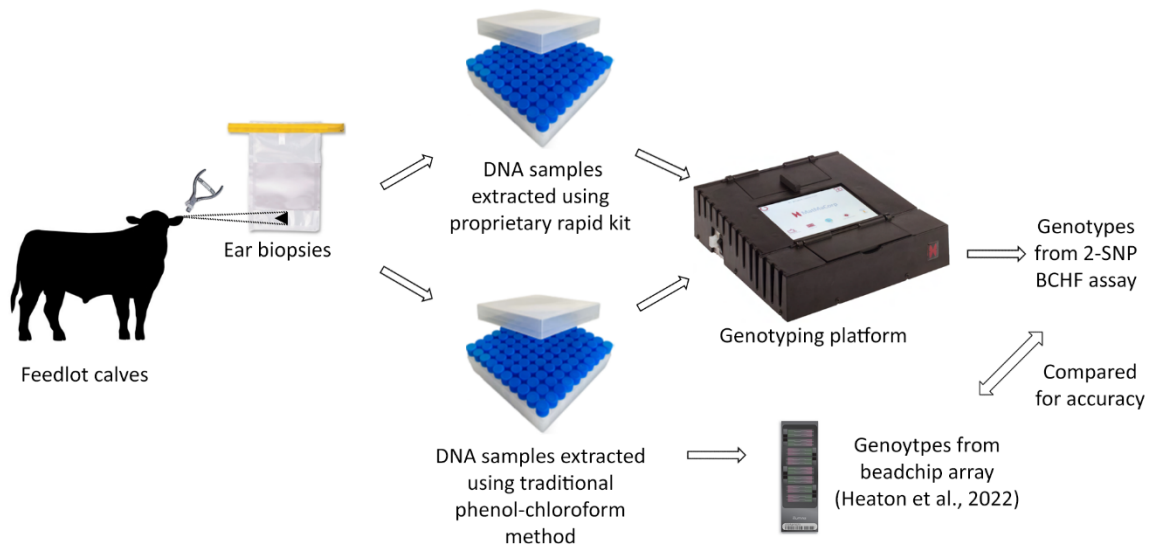 DNA samples
extracted using
proprietary rapid kit
Ear biopsies
Feedlot calves
Genotyping platform
Genotypes
from 2-SNP
BCHF assay
Compared
for accuracy
DNA samples extracted
using traditional
phenol-chloroform
method
Genoytpes from
beadchip array
(Heaton et al., 2022)